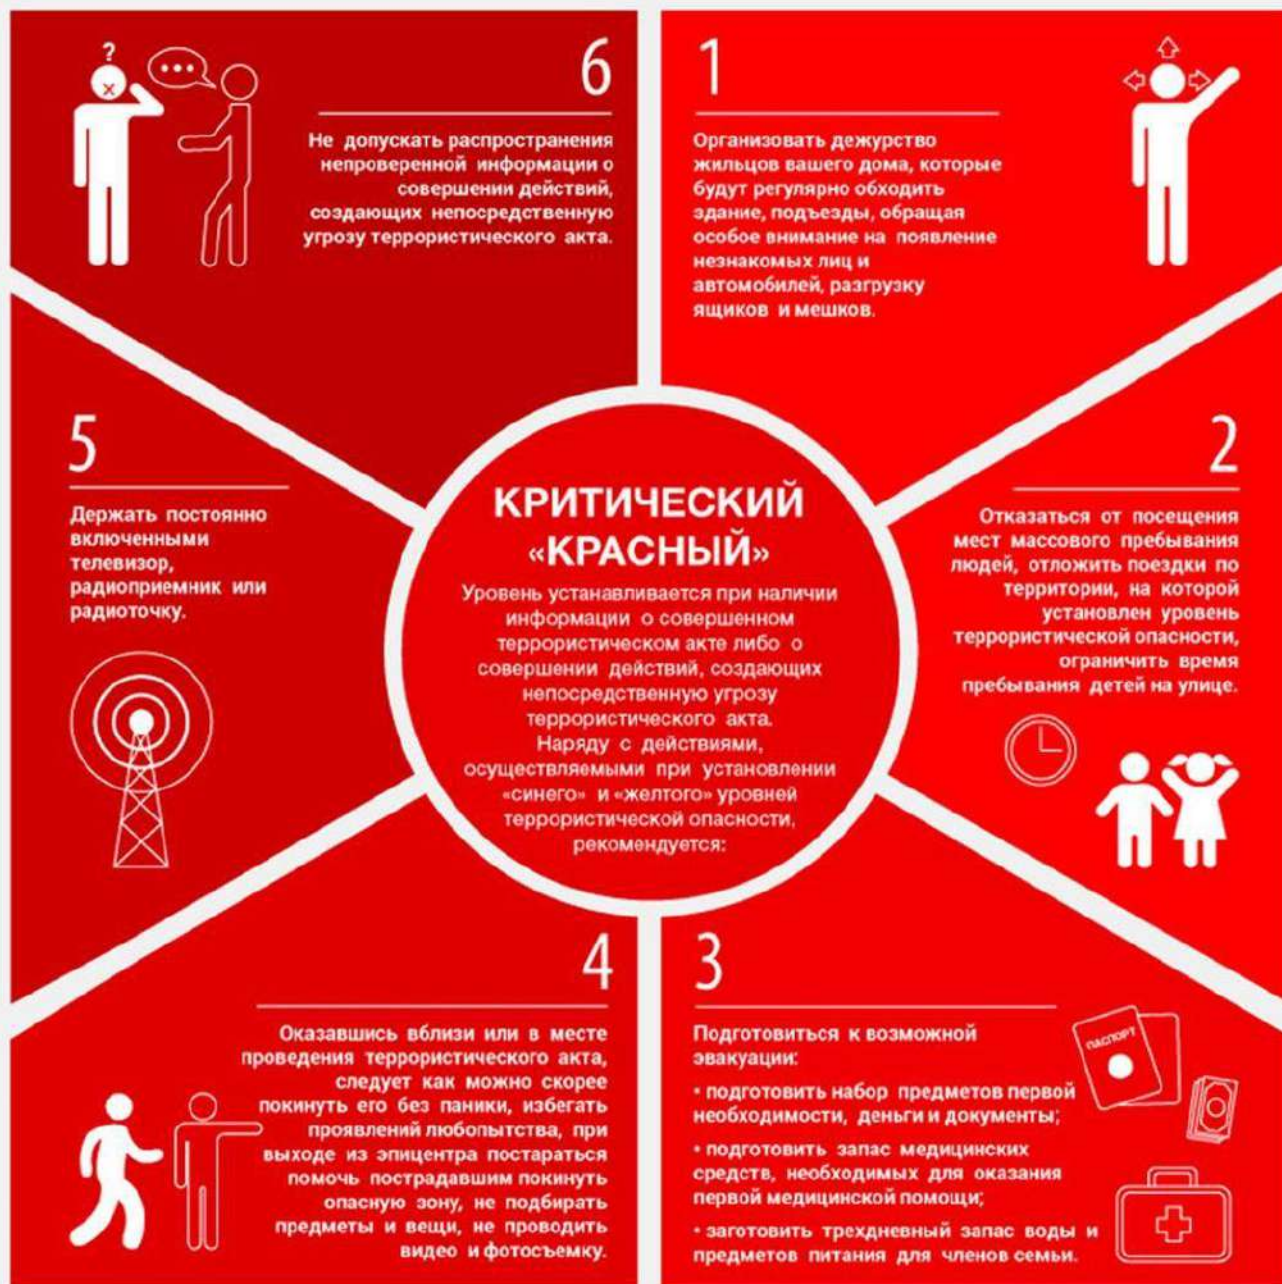 КРИТИЧЕСКИЙ
«КРАСНЫЙ»
Уровень устанавливается при наличии
информации о совершенном
террористическом акте либо о
совершении действий, создающих
непосредственную угрозу
террористического акта.
Наряду с действиями,
осуществляемыми при установлении
«синего» и «желтого» уровней
террористической опасности,
рекомендуется:
1
Организовать дежурство
жильцов вашего дома, которые
будут регулярно обходить
здание, подъезды, обращая
особое внимание на появление
незнакомых лиц и
автомобилей, разгрузку
ящиков и мешков.
2
Отказаться от посещения
мест массового пребывания
людей, отложить поездки по
территории, на которой
установлен уровень
террористической опасности,
ограничить время
пребывания детей на улице.
3
Подготовиться к возможной
эвакуации:
• подготовить набор предметов первой
необходимости, деньги и документы;
• подготовить запас медицинских
средств, необходимых для оказания
первой медицинской помощи;
• заготовить трехдневный запас воды и
предметов питания для членов семьи.
ПАСПОРТ
4
Оказавшись вблизи или в месте
проведения террористического акта,
следует как можно скорее
покинуть его без паники, избегать
проявлений любопытства, при
выходе из эпицентра постараться
помочь пострадавшим покинуть
опасную зону, не подбирать
предметы и вещи, не проводить
видео и фотосъемку.
5
Держать постоянно
включенными
телевизор,
радиоприемник или
радиоточку.
6
?
Не допускать распространения
непроверенной информации о
совершении действий,
создающих непосредственную
угрозу террористического акта.